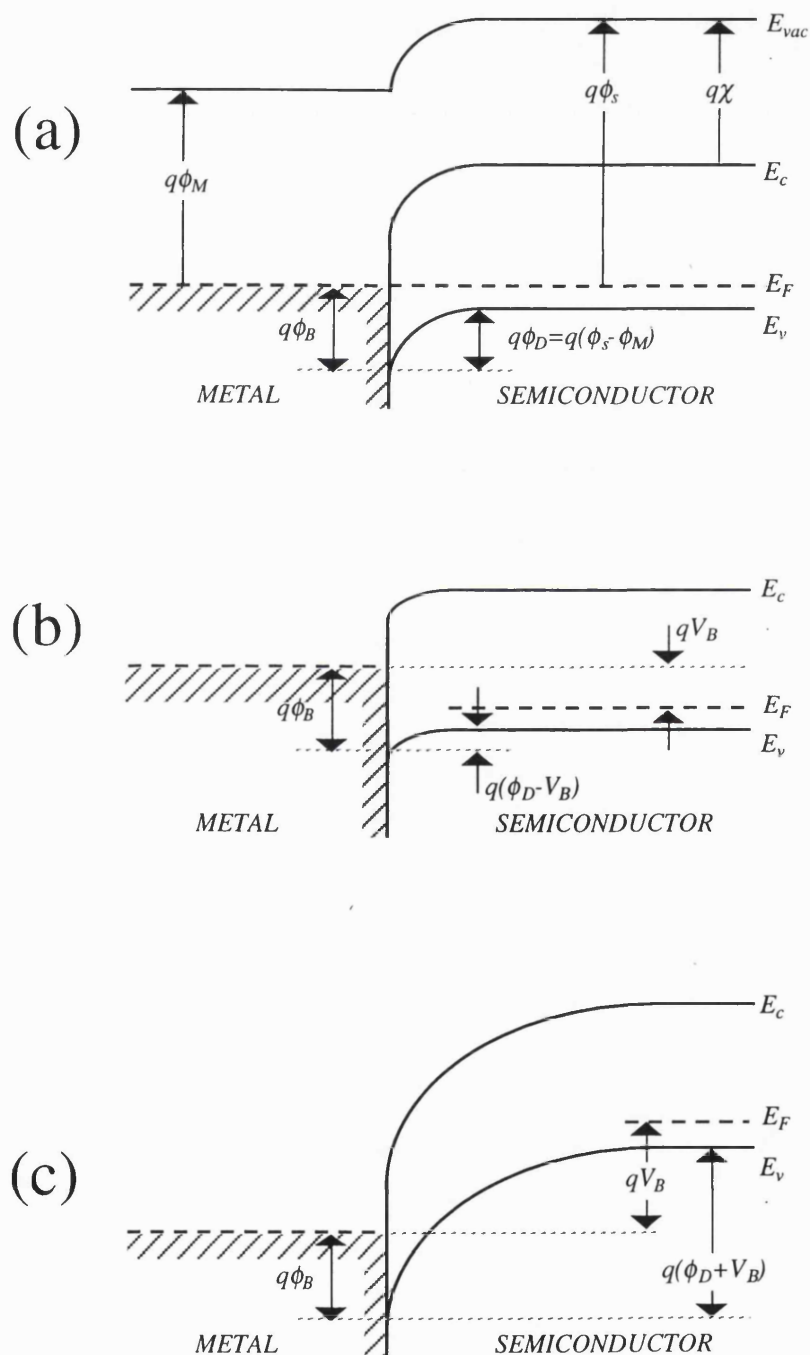 E_vac
qϕ_s
qχ
(a)
qϕ_M
E_c
E_F
qϕ_B
qϕ_D=q(ϕ_s-ϕ_M)
E_v
METAL
SEMICONDUCTOR
E_c
(b)
qV_B
qϕ_B
E_F
E_v
q(ϕ_D-V_B)
METAL
SEMICONDUCTOR
E_c
E_F
(c)
E_v
qV_B
qϕ_B
q(ϕ_D+V_B)
METAL
SEMICONDUCTOR